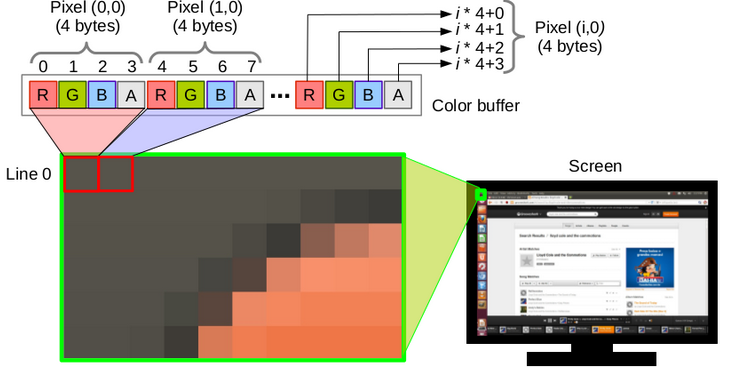 Pixel (0,0)
(4 bytes)
Pixel (1,0)
(4 bytes)
i * 4+0
i * 4+1
i * 4+2
i * 4+3
Pixel (i,0)
(4 bytes)
0 1 2 3 4 5 6 7
R G B A R G B A ... R G B A
Color buffer
Line 0
Screen